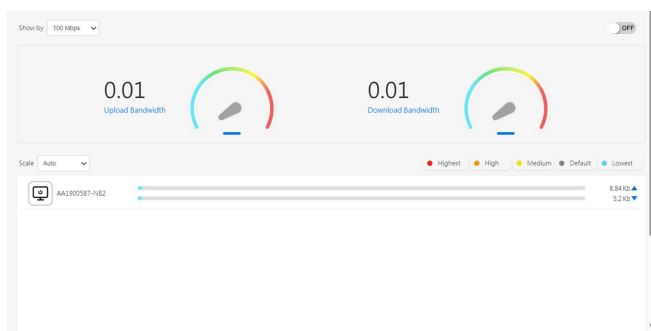 Show by 100 Mbps
OFF
0.01
Upload Bandwidth
0.01
Download Bandwidth
Scale Auto
Highest High Medium Default Lowest
AA1900587-NB2
8.84 Kb
5.2 Kb